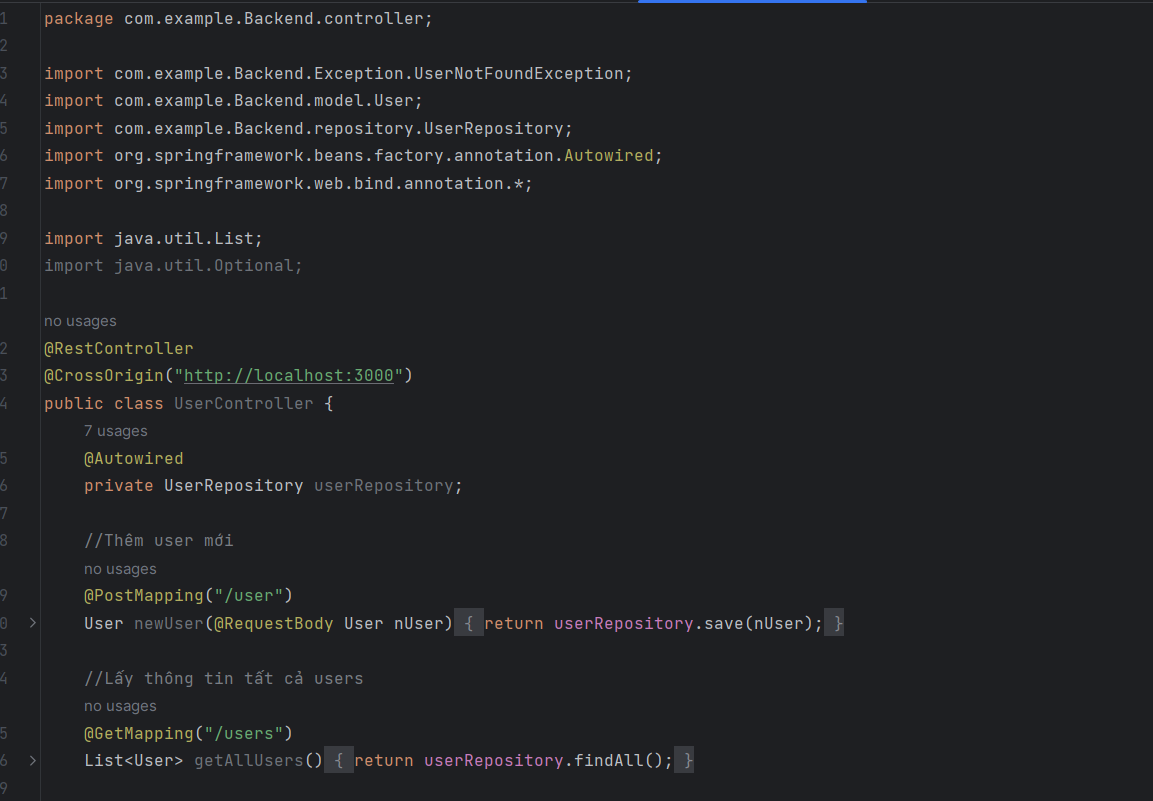 1 package com.example.Backend.controller;
2
3 import com.example.Backend.Exception.UserNotFoundException;
4 import com.example.Backend.model.User;
5 import com.example.Backend.repository.UserRepository;
6 import org.springframework.beans.factory.annotation.Autowired;
7 import org.springframework.web.bind.annotation.*;
8
9 import java.util.List;
0 import java.util.Optional;
1
no usages
2 @RestController
3 @CrossOrigin("http://localhost:3000")
4 public class UserController {
7 usages
5 @Autowired
6 private UserRepository userRepository;
7
8 //Thêm user mới
no usages
9 @PostMapping("/user")
0 User newUser(@RequestBody User nUser) { return userRepository.save(nUser); }
3
4 //Lấy thông tin tất cả users
no usages
5 @GetMapping("/users")
6 List<User> getAllUsers() { return userRepository.findAll(); }
9